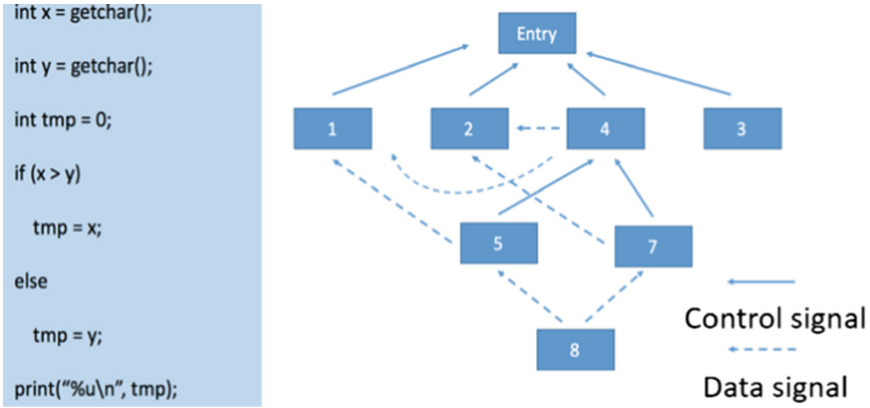 int x = getchar();
int y = getchar();
int tmp = 0;
if (x > y)
tmp = x;
else
tmp = y;
print("%u\n", tmp);
Entry
1
2
4
3
5
7
8
Control signal
Data signal